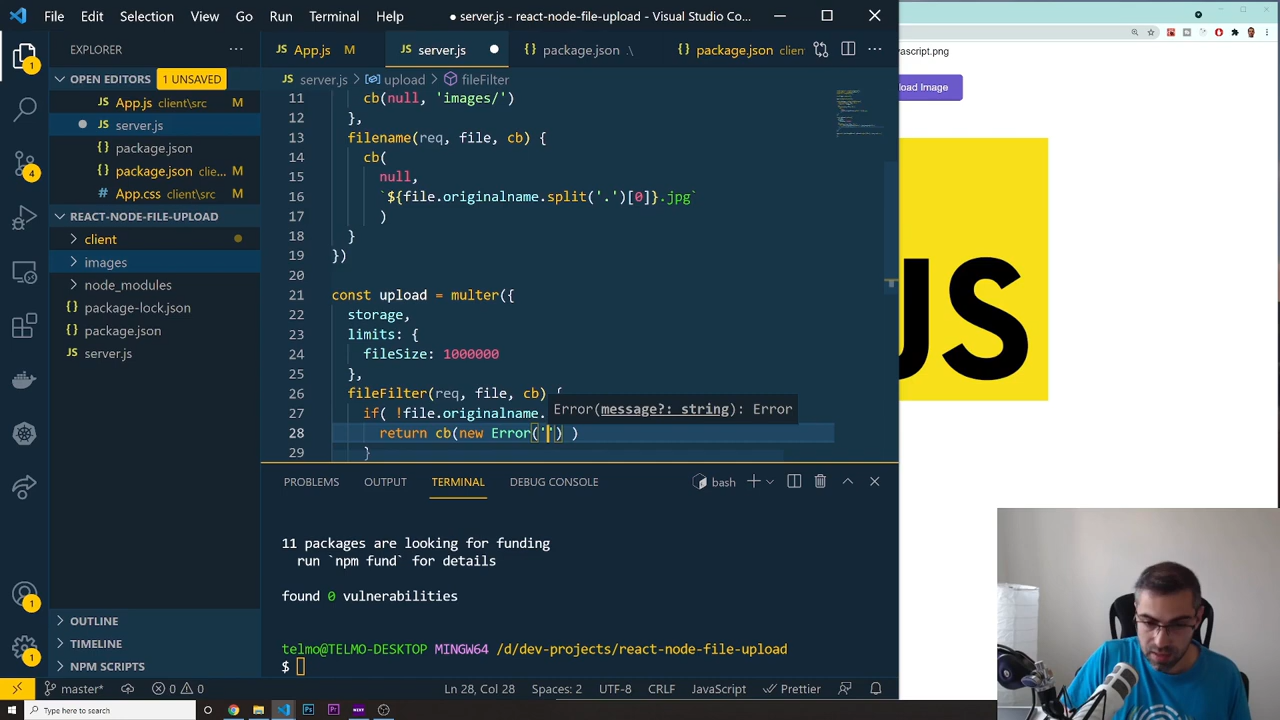 File Edit Selection View Go Run Terminal Help
● server.js - react-node-file-upload - Visual Studio Co...
EXPLORER
OPEN EDITORS 1 UNSAVED
JS App.js client\src M
● JS server.js
{} package.json
{} package.json clie... M
# App.css client\src M
REACT-NODE-FILE-UPLOAD
client
images
node_modules
{} package-lock.json
{} package.json
JS server.js
OUTLINE
TIMELINE
NPM SCRIPTS
JS App.js M JS server.js ● {} package.json .\ {} package.json client M
JS server.js > upload > fileFilter
11 cb(null, 'images/')
12 },
13 filename(req, file, cb) {
14 cb(
15 null,
16 `${file.originalname.split('.')[0]}.jpg`
17 )
18 }
19 })
20
21 const upload = multer({
22 storage,
23 limits: {
24 fileSize: 1000000
25 },
26 fileFilter(req, file, cb) {
27 if( !file.originalname.
Error(message?: string): Error
28 return cb(new Error('') )
29 }
PROBLEMS OUTPUT TERMINAL DEBUG CONSOLE bash
11 packages are looking for funding
run `npm fund` for details
found 0 vulnerabilities
telmo@TELMO-DESKTOP MINGW64 /d/dev-projects/react-node-file-upload
$
master* 0 0 Ln 28, Col 28 Spaces: 2 UTF-8 CRLF JavaScript Prettier
Type here to search
vascript.png
load Image
JS